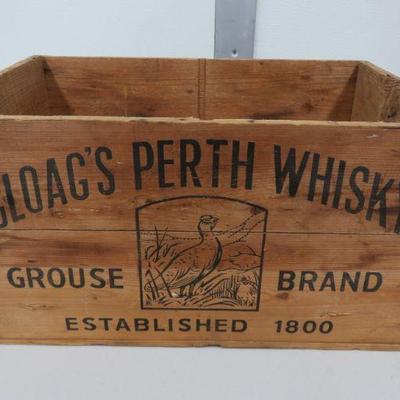 GLOAG'S PERTH WHISKY
GROUSE BRAND
ESTABLISHED 1800